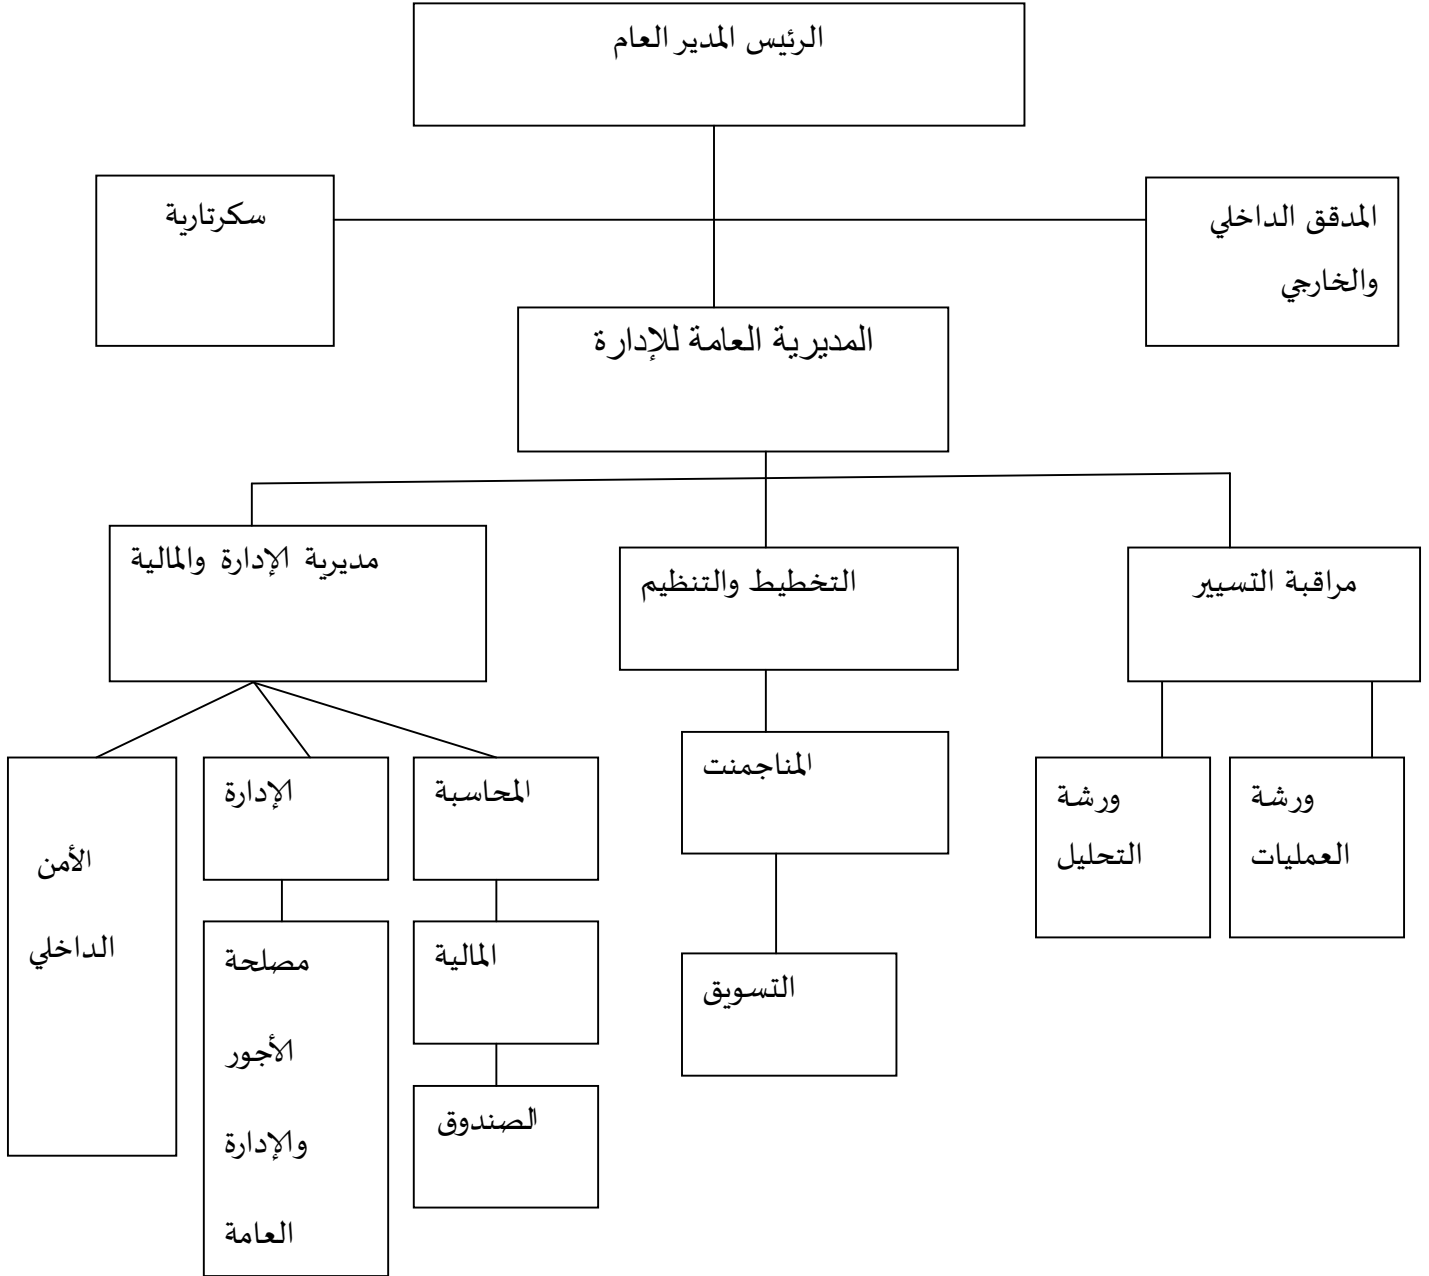 الرئيس المدير العام
المدقق الداخلي
والخارجي
سكرتارية
المديرية العامة للإدارة
مراقبة التسيير
التخطيط والتنظيم
مديرية الإدارة والمالية
ورشة
العمليات
ورشة
التحليل
المناجمنت
التسويق
المحاسبة
المالية
الصندوق
الإدارة
مصلحة
الأجور
والإدارة
العامة
الأمن
الداخلي